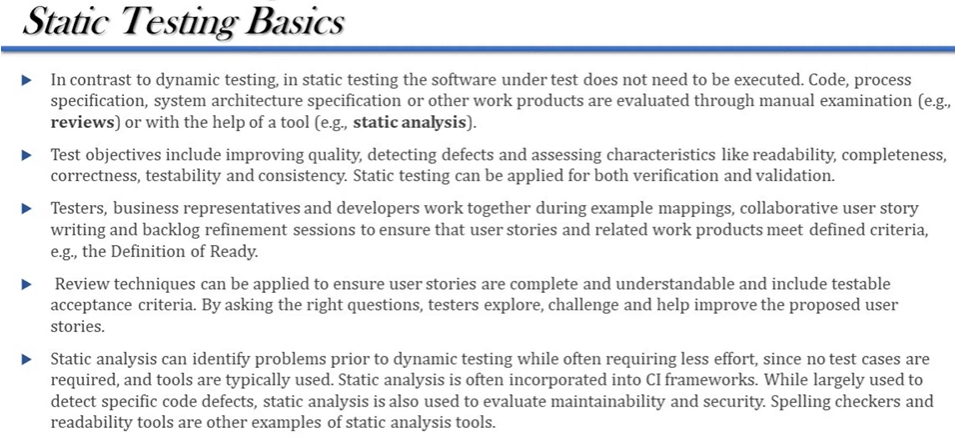 Static Testing Basics
In contrast to dynamic testing, in static testing the software under test does not need to be executed. Code, process
specification, system architecture specification or other work products are evaluated through manual examination (e.g.,
reviews) or with the help of a tool (e.g., static analysis).
Test objectives include improving quality, detecting defects and assessing characteristics like readability, completeness,
correctness, testability and consistency. Static testing can be applied for both verification and validation.
Testers, business representatives and developers work together during example mappings, collaborative user story
writing and backlog refinement sessions to ensure that user stories and related work products meet defined criteria,
e.g., the Definition of Ready.
Review techniques can be applied to ensure user stories are complete and understandable and include testable
acceptance criteria. By asking the right questions, testers explore, challenge and help improve the proposed user
stories.
Static analysis can identify problems prior to dynamic testing while often requiring less effort, since no test cases are
required, and tools are typically used. Static analysis is often incorporated into CI frameworks. While largely used to
detect specific code defects, static analysis is also used to evaluate maintainability and security. Spelling checkers and
readability tools are other examples of static analysis tools.